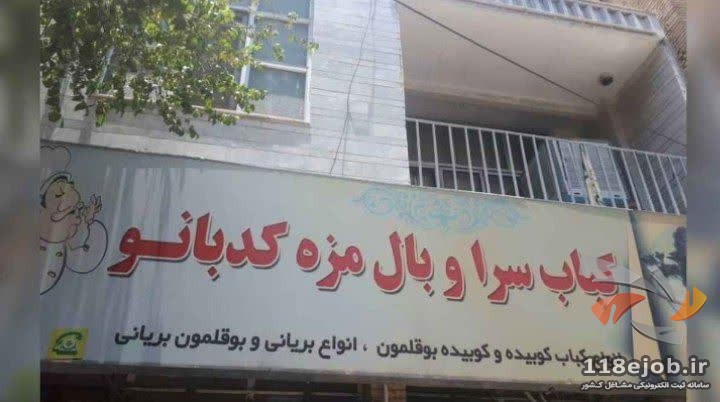 کباب سرا و بال مزه کدبانو
کباب کوبیده و کوبیده بوقلمون ، انواع بریانی و بوقلمون بریانی
118ejob.ir
سامانه ثبت الکترونیکی مشاغل کشور